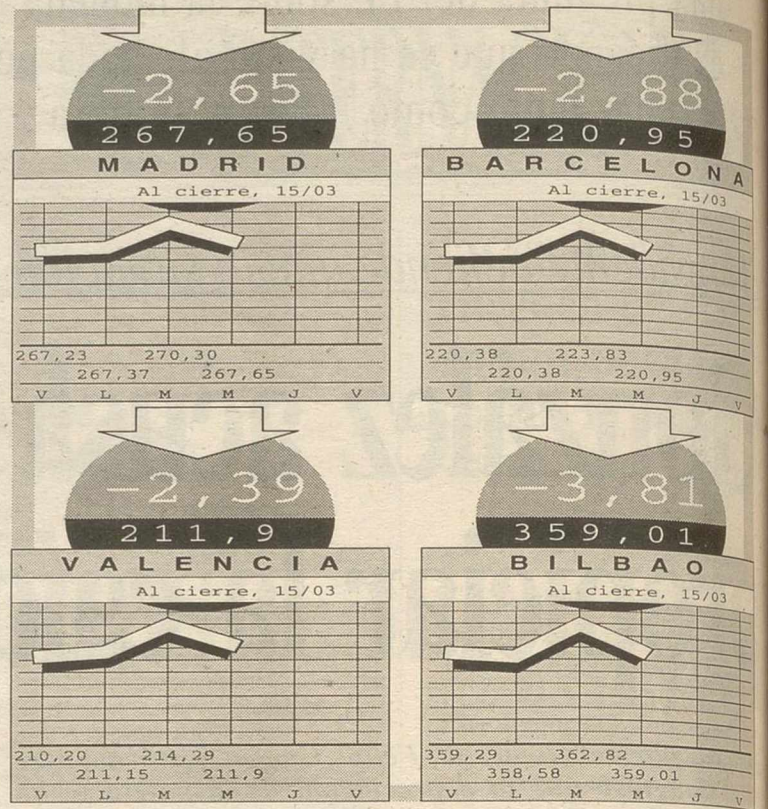 −2,65
267,65
MADRID
Al cierre, 15/03
267,23 270,30
267,37 267,65
V L M M J V
−2,88
220,95
BARCELONA
Al cierre, 15/03
220,38 223,83
220,38 220,95
V L M M J V
−2,39
211,9
VALENCIA
Al cierre, 15/03
210,20 214,29
211,15 211,9
V L M M J V
−3,81
359,01
BILBAO
Al cierre, 15/03
359,29 362,82
358,58 359,01
V L M M J V